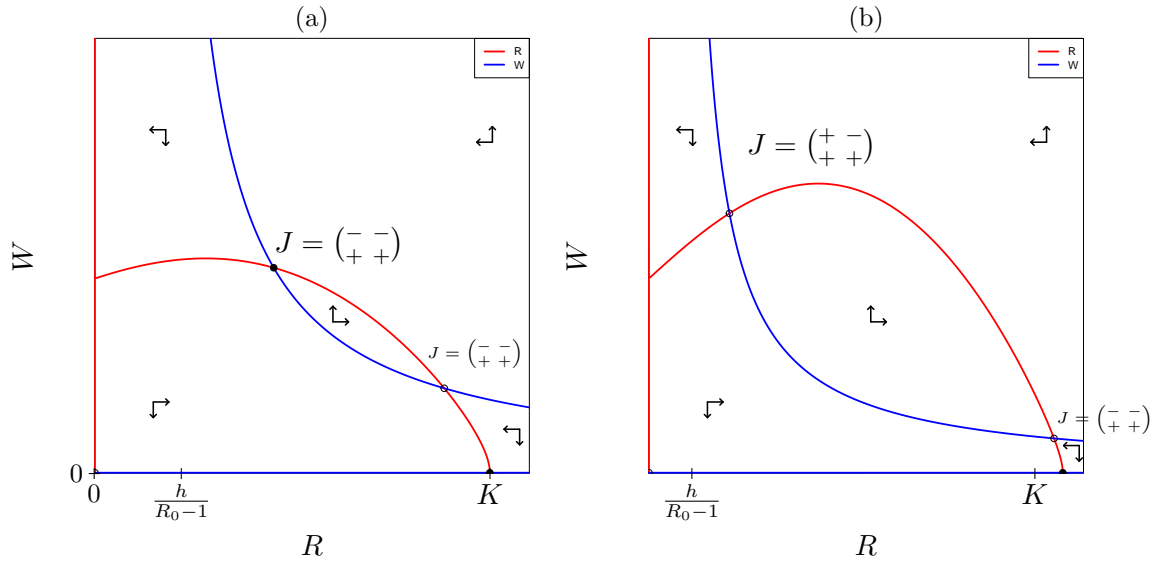 (a)
R
W
J = (− − + +)
J = (− − + +)
W
0
0
h/(R₀−1)
K
R
(b)
R
W
J = (+ − + +)
J = (− − + +)
W
h/(R₀−1)
K
R